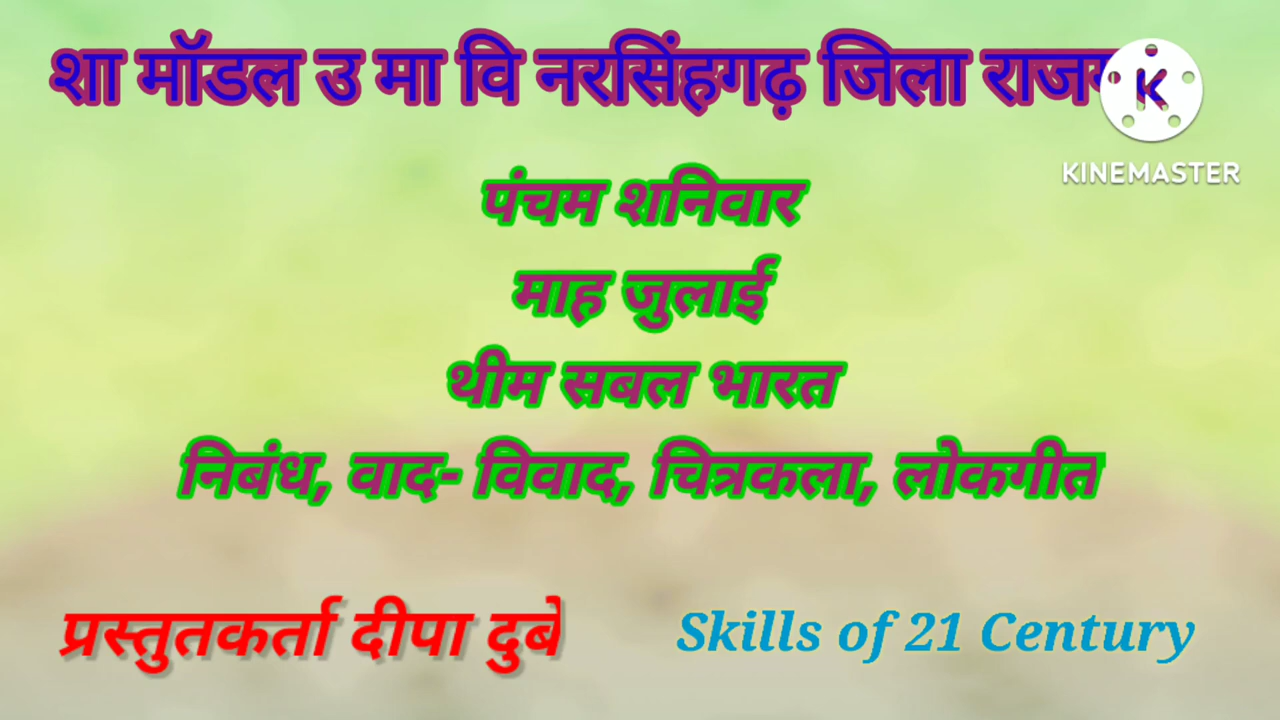 शा मॉडल उ मा वि नरसिंहगढ़ जिला
K
KINEMASTER
पंचम शनिवार
माह जुलाई
थीम सबल भारत
निबंध, वाद- विवाद, चित्रकला, लोकगीत
प्रस्तुतकर्ता दीपा दुबे
Skills of 21 Century